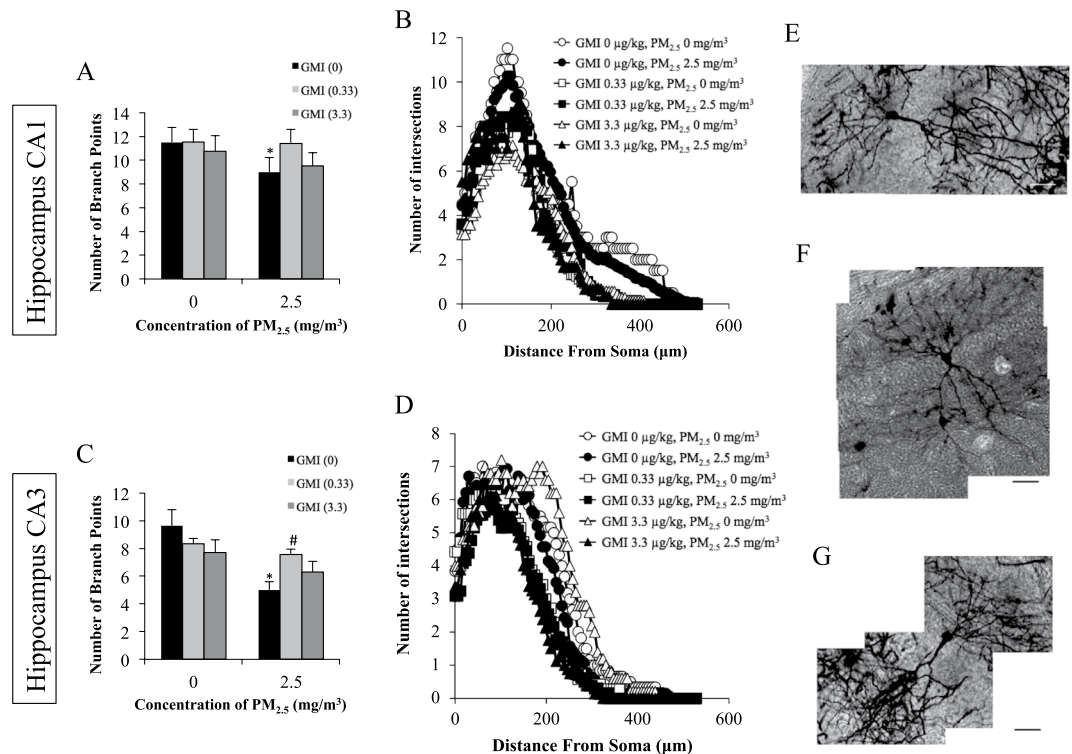 Hippocampus CA1
A
GMI (0)
GMI (0.33)
GMI (3.3)
Number of Branch Points
14
12
10
8
6
4
2
0
*
0
2.5
Concentration of PM2.5 (mg/m³)
B
GMI 0 µg/kg, PM2.5 0 mg/m³
GMI 0 µg/kg, PM2.5 2.5 mg/m³
GMI 0.33 µg/kg, PM2.5 0 mg/m³
GMI 0.33 µg/kg, PM2.5 2.5 mg/m³
GMI 3.3 µg/kg, PM2.5 0 mg/m³
GMI 3.3 µg/kg, PM2.5 2.5 mg/m³
Number of intersections
12
10
8
6
4
2
0
0
200
400
600
Distance From Soma (µm)
E
F
Hippocampus CA3
C
GMI (0)
GMI (0.33)
GMI (3.3)
Number of Branch Points
12
10
8
6
4
2
0
*
#
0
2.5
Concentration of PM2.5 (mg/m³)
D
GMI 0 µg/kg, PM2.5 0 mg/m³
GMI 0 µg/kg, PM2.5 2.5 mg/m³
GMI 0.33 µg/kg, PM2.5 0 mg/m³
GMI 0.33 µg/kg, PM2.5 2.5 mg/m³
GMI 3.3 µg/kg, PM2.5 0 mg/m³
GMI 3.3 µg/kg, PM2.5 2.5 mg/m³
Number of intersections
8
7
6
5
4
3
2
1
0
0
200
400
600
Distance From Soma (µm)
G